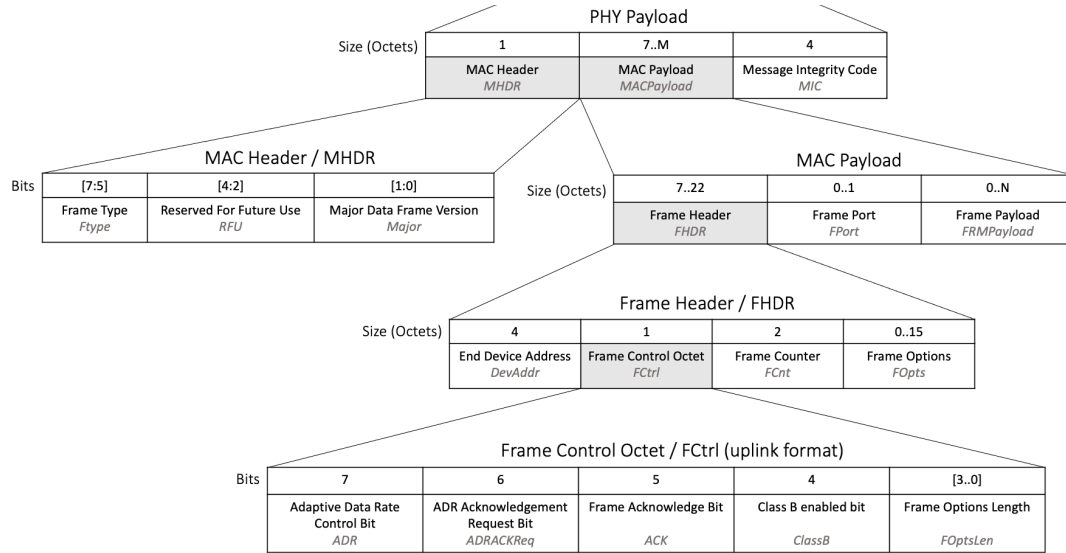 PHY Payload
Size (Octets) 1 7..M 4
MAC Header MAC Payload Message Integrity Code
MHDR MACPayload MIC
MAC Header / MHDR
Bits [7:5] [4:2] [1:0]
Frame Type Reserved For Future Use Major Data Frame Version
Ftype RFU Major
MAC Payload
Size (Octets) 7..22 0..1 0..N
Frame Header Frame Port Frame Payload
FHDR FPort FRMPayload
Frame Header / FHDR
Size (Octets) 4 1 2 0..15
End Device Address Frame Control Octet Frame Counter Frame Options
DevAddr FCtrl FCnt FOpts
Frame Control Octet / FCtrl (uplink format)
Bits 7 6 5 4 [3..0]
Adaptive Data Rate ADR Acknowledgement Frame Acknowledge Bit Class B enabled bit Frame Options Length
Control Bit Request Bit
ADR ADRACKReq ACK ClassB FOptsLen